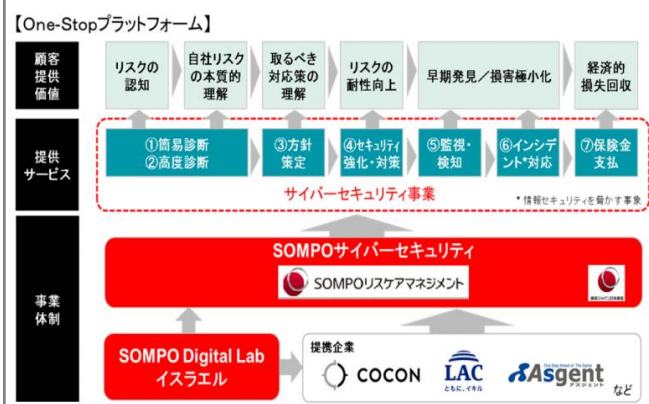 【One-Stopプラットフォーム】
顧客
提供
価値
リスクの
認知
自社リスク
の本質的
理解
取るべき
対応策の
理解
リスクの
耐性向上
早期発見／損害極小化
経済的
損失回収
提供
サービス
①簡易診断
②高度診断
③方針
策定
④セキュリティ
強化・対策
⑤監視・
検知
⑥インシデ
ント*対応
⑦保険金
支払
サイバーセキュリティ事業
* 情報セキュリティを脅かす事象
事業
体制
SOMPOサイバーセキュリティ
SOMPOリスクアマネジメント
SOMPO Digital Lab
イスラエル
提携企業
COCON
LAC
ともに、イキル
Asgent
アズジェント
など